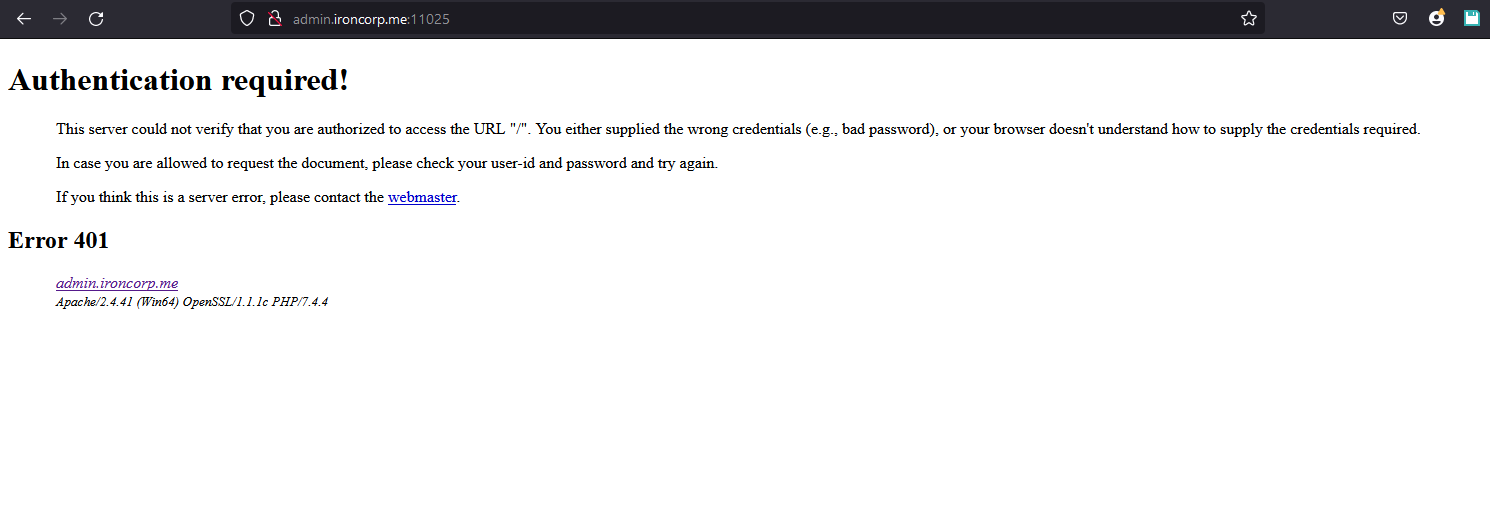 admin.ironcorp.me:11025
Authentication required!
This server could not verify that you are authorized to access the URL "/". You either supplied the wrong credentials (e.g., bad password), or your browser doesn't understand how to supply the credentials required.
In case you are allowed to request the document, please check your user-id and password and try again.
If you think this is a server error, please contact the webmaster.
Error 401
admin.ironcorp.me
Apache/2.4.41 (Win64) OpenSSL/1.1.1c PHP/7.4.4